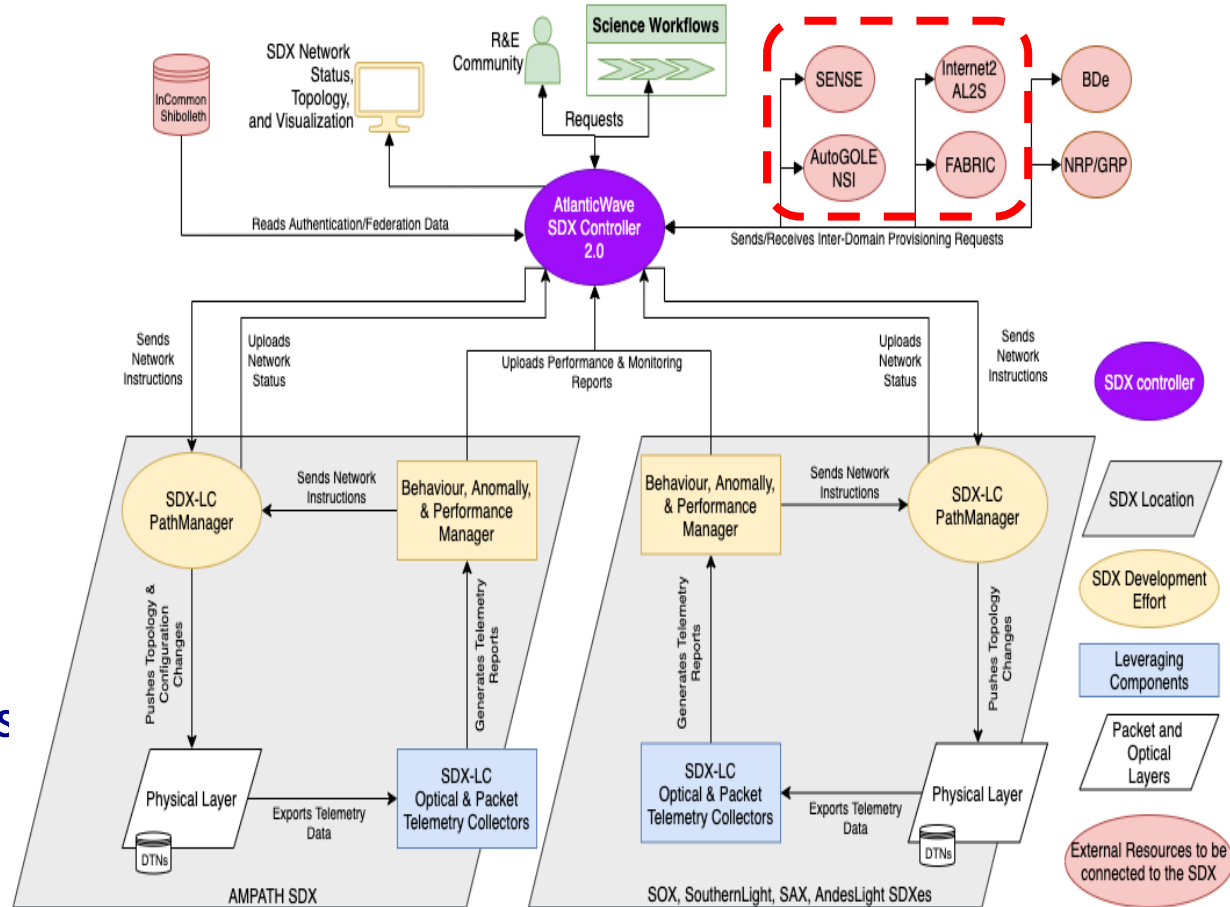 SDX Network
Status,
Topology,
and Visualization
R&E
Community
Science Workflows
InCommon
Shibolleth
SENSE
Internet2
AL2S
BDe
AutoGOLE
NSI
FABRIC
NRP/GRP
Requests
Reads Authentication/Federation Data
AtlanticWave
SDX Controller
2.0
Sends/Receives Inter-Domain Provisioning Requests
Sends
Network
Instructions
Uploads
Network
Status
Uploads Performance & Monitoring
Reports
Uploads
Network
Status
Sends
Network
Instructions
SDX controller
SDX-LC
PathManager
Sends Network
Instructions
Behaviour, Anomally,
& Performance
Manager
Behaviour, Anomally,
& Performance
Manager
Sends Network
Instructions
SDX-LC
PathManager
SDX Location
SDX Development
Effort
Pushes Topology &
Configuration
Changes
Generates Telemetry
Reports
Generates Telemetry
Reports
Pushes Topology
Changes
Leveraging
Components
s
Physical Layer
DTNs
Exports Telemetry
Data
SDX-LC
Optical & Packet
Telemetry Collectors
SDX-LC
Optical & Packet
Telemetry Collectors
Exports Telemetry
Data
Physical Layer
DTNs
Packet and
Optical
Layers
External Resources to be
connected to the SDX
AMPATH SDX
SOX, SouthernLight, SAX, AndesLight SDXes